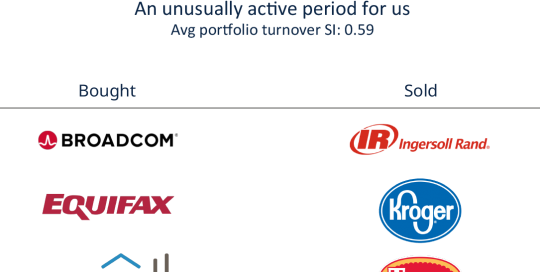 An unusually active period for us
Avg portfolio turnover SI: 0.59
Bought Sold
BROADCOM®
IR Ingersoll Rand®
EQUIFAX
Kroger